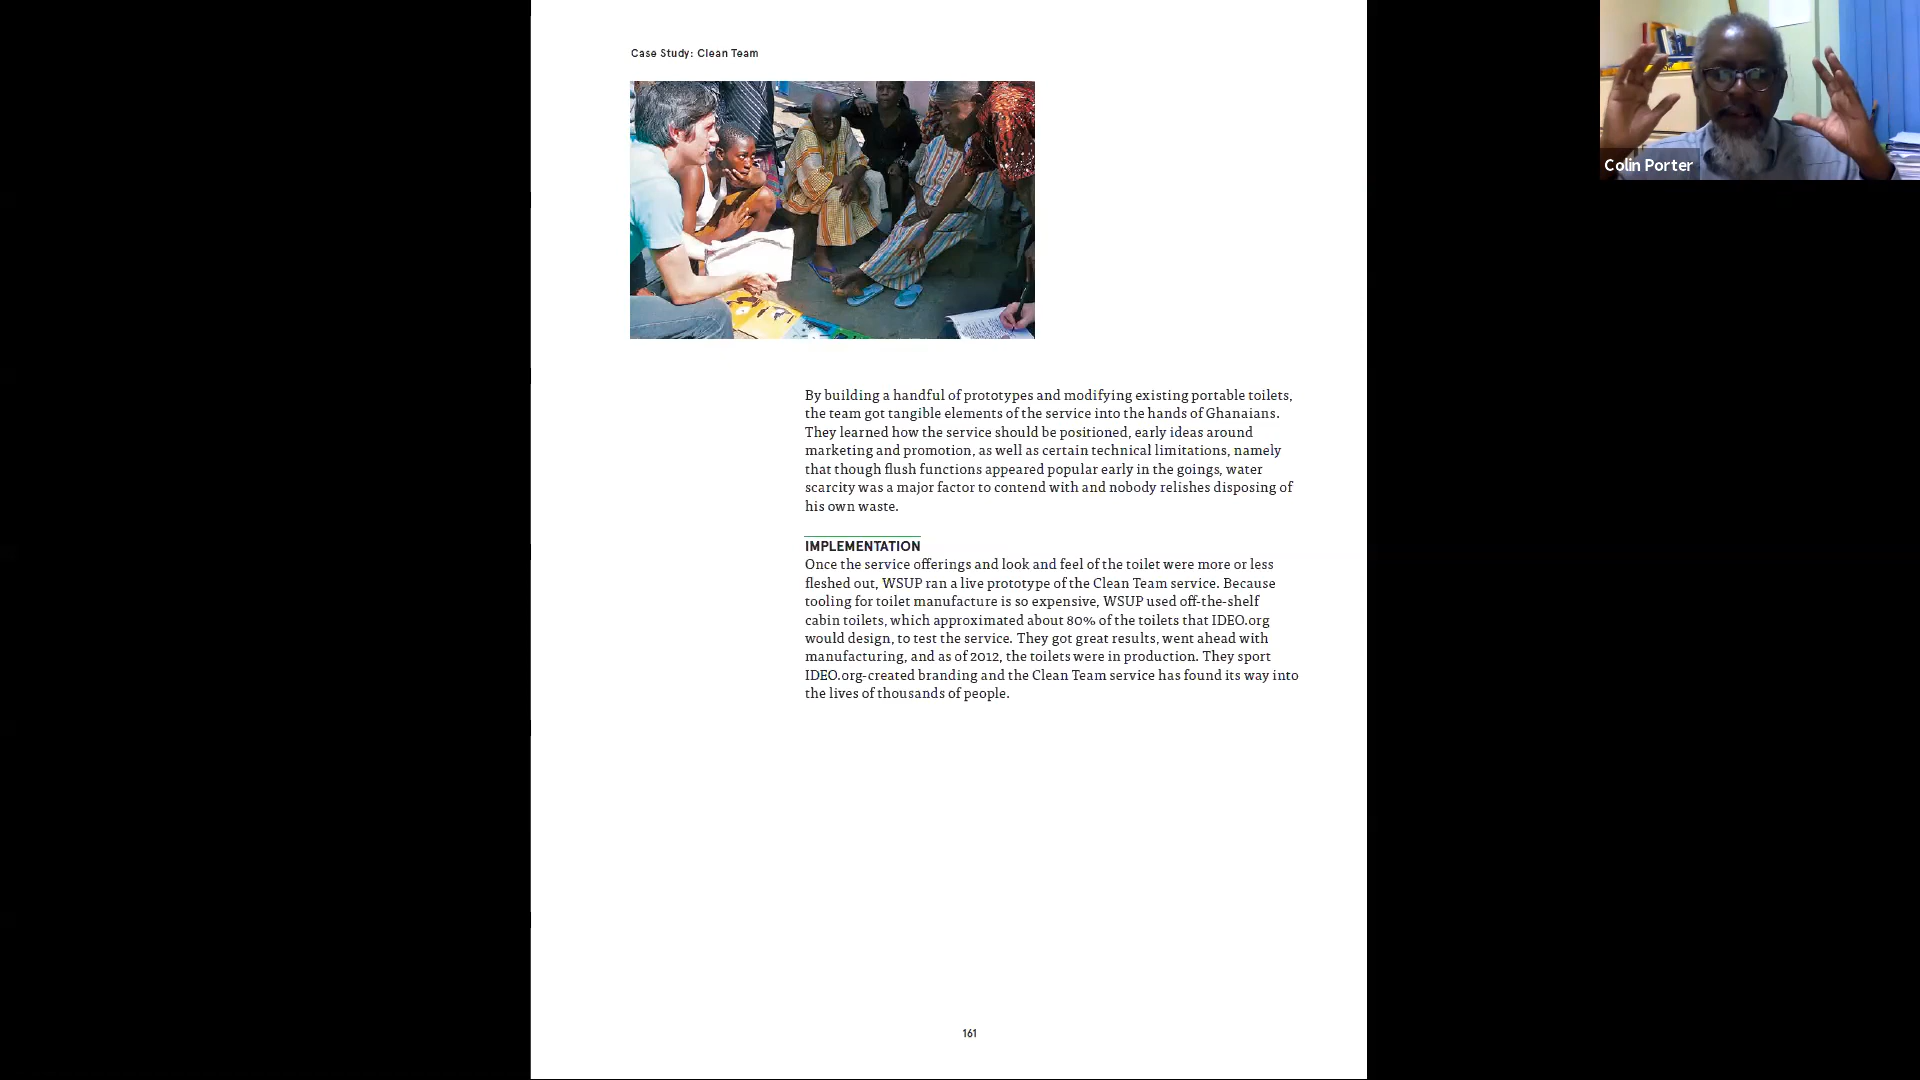 Case Study: Clean Team
Colin Porter
By building a handful of prototypes and modifying existing portable toilets,
the team got tangible elements of the service into the hands of Ghanaians.
They learned how the service should be positioned, early ideas around
marketing and promotion, as well as certain technical limitations, namely
that though flush functions appeared popular early in the goings, water
scarcity was a major factor to contend with and nobody relishes disposing of
his own waste.
IMPLEMENTATION
Once the service offerings and look and feel of the toilet were more or less
fleshed out, WSUP ran a live prototype of the Clean Team service. Because
tooling for toilet manufacture is so expensive, WSUP used off-the-shelf
cabin toilets, which approximated about 80% of the toilets that IDEO.org
would design, to test the service. They got great results, went ahead with
manufacturing, and as of 2012, the toilets were in production. They sport
IDEO.org-created branding and the Clean Team service has found its way into
the lives of thousands of people.
161